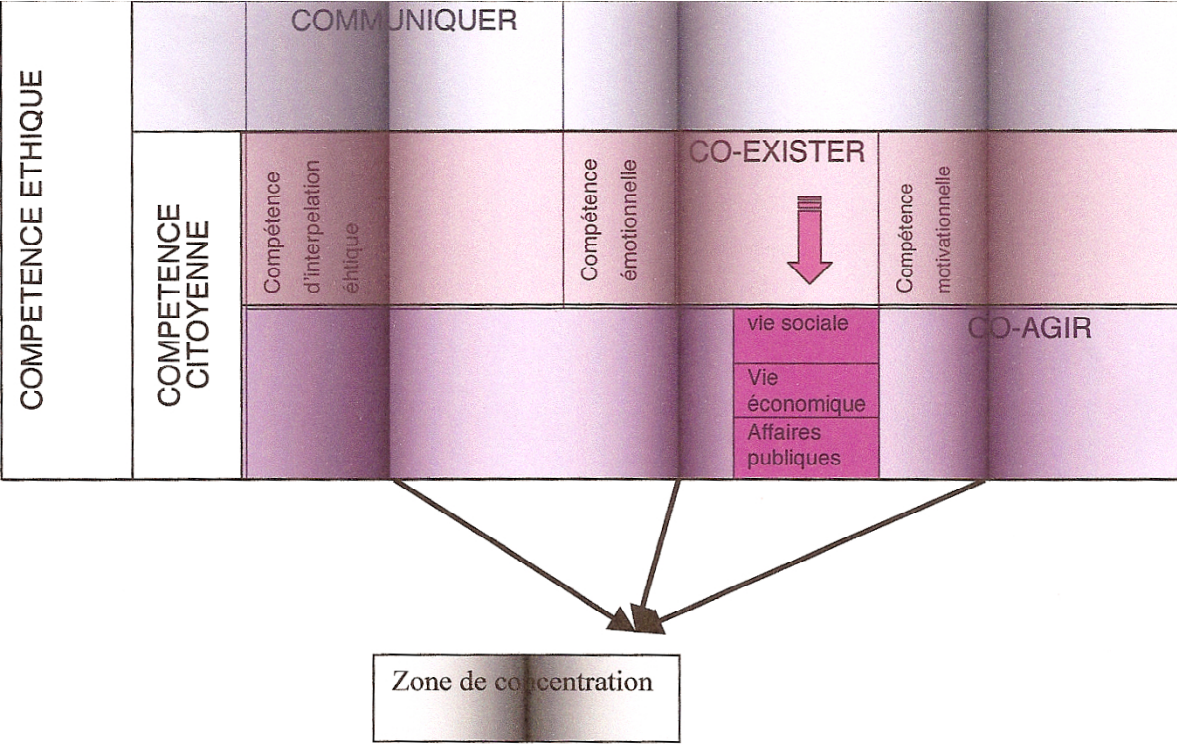 COMPETENCE ETHIQUE
COMMUNIQUER
COMPETENCE
CITOYENNE
Compétence
d'interpelation
éhtique
Compétence
émotionnelle
CO-EXISTER
Compétence
motivationnelle
vie sociale
Vie
économique
Affaires
publiques
CO-AGIR
Zone de concentration